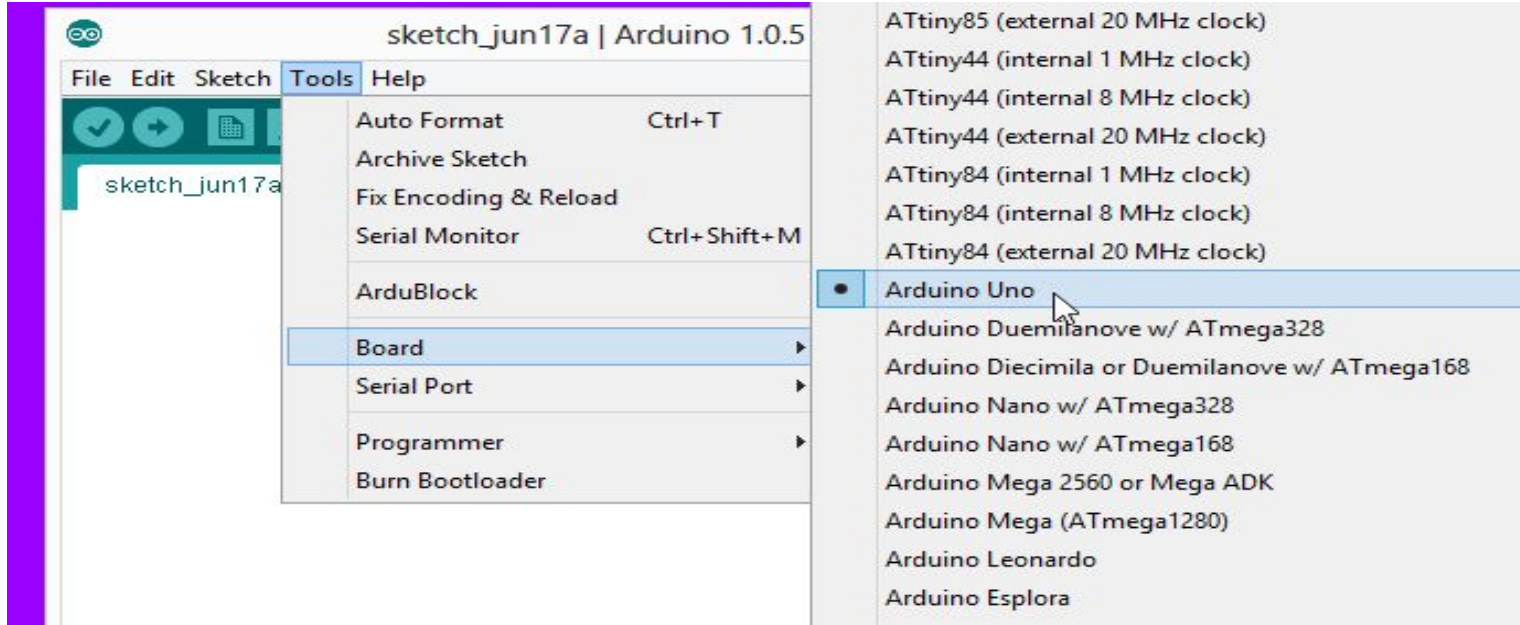 sketch_jun17a | Arduino 1.0.5
File Edit Sketch Tools Help
sketch_jun17a
Auto Format Ctrl+T
Archive Sketch
Fix Encoding & Reload
Serial Monitor Ctrl+Shift+M
ArduBlock
Board
Serial Port
Programmer
Burn Bootloader
ATtiny85 (external 20 MHz clock)
ATtiny44 (internal 1 MHz clock)
ATtiny44 (internal 8 MHz clock)
ATtiny44 (external 20 MHz clock)
ATtiny84 (internal 1 MHz clock)
ATtiny84 (internal 8 MHz clock)
ATtiny84 (external 20 MHz clock)
Arduino Uno
Arduino Duemilanove w/ ATmega328
Arduino Diecimila or Duemilanove w/ ATmega168
Arduino Nano w/ ATmega328
Arduino Nano w/ ATmega168
Arduino Mega 2560 or Mega ADK
Arduino Mega (ATmega1280)
Arduino Leonardo
Arduino Esplora